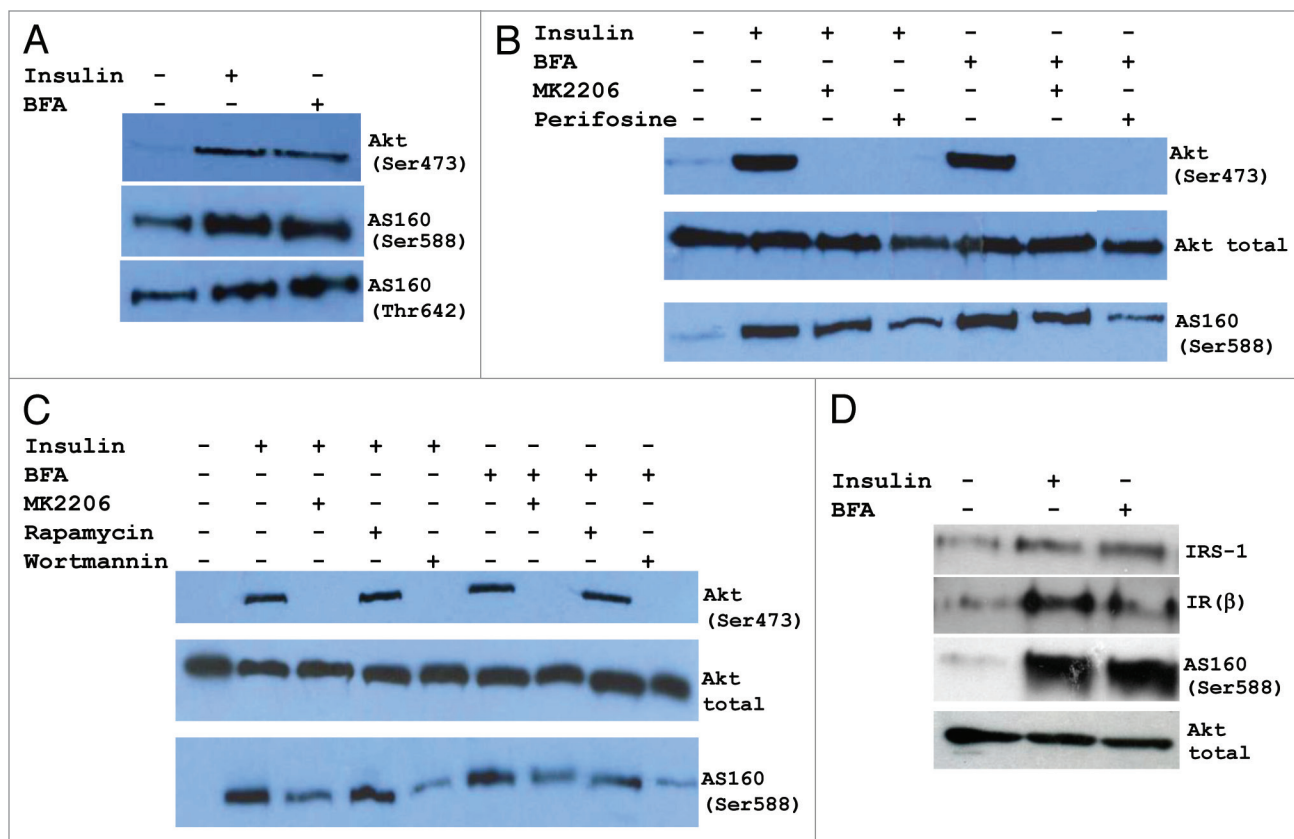 A
Insulin - + -
BFA - - +
Akt
(Ser473)
AS160
(Ser588)
AS160
(Thr642)
B
Insulin - + + + - - -
BFA - - - - + + +
MK2206 - - + - - + -
Perifosine - - - + - - +
Akt
(Ser473)
Akt total
AS160
(Ser588)
C
Insulin - + + + + - - - -
BFA - - - - - + + + +
MK2206 - - + - - - + - -
Rapamycin - - - + - - - + -
Wortmannin - - - - + - - - +
Akt
(Ser473)
Akt
total
AS160
(Ser588)
D
Insulin - + -
BFA - - +
IRS-1
IR(β)
AS160
(Ser588)
Akt
total